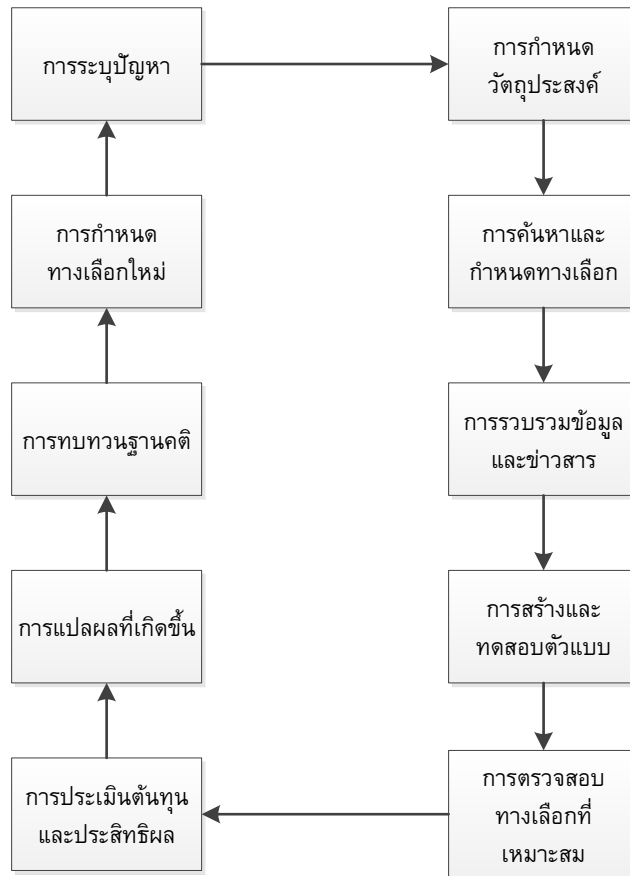 การระบุปัญหา
การกำหนด
วัตถุประสงค์
การค้นหาและ
กำหนดทางเลือก
การรวบรวมข้อมูล
และข่าวสาร
การสร้างและ
ทดสอบตัวแบบ
การตรวจสอบ
ทางเลือกที่
เหมาะสม
การประเมินต้นทุน
และประสิทธิผล
การแปลผลที่เกิดขึ้น
การทบทวนฐานคติ
การกำหนด
ทางเลือกใหม่